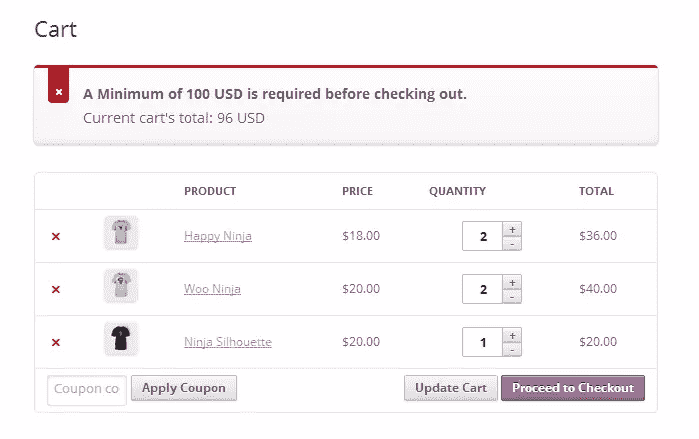 Cart
× A Minimum of 100 USD is required before checking out.
Current cart's total: 96 USD
PRODUCT PRICE QUANTITY TOTAL
× Happy Ninja $18.00 2 + - $36.00
× Woo Ninja $20.00 2 + - $40.00
× Ninja Silhouette $20.00 1 + - $20.00
Coupon co Apply Coupon Update Cart Proceed to Checkout